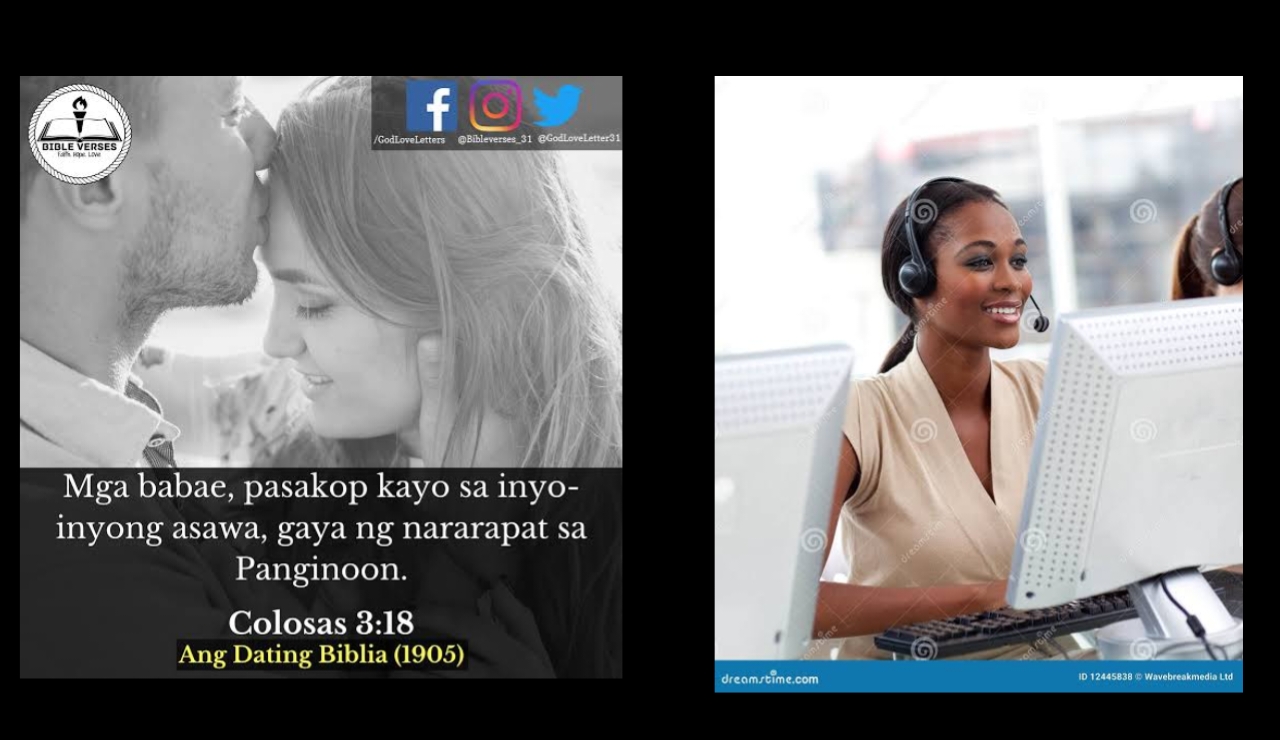 BIBLE VERSES
Faith. Hope. Love
/GodLoveLetters @Bibleverses_31 @GodLoveLetter31
Mga babae, pasakop kayo sa inyo-
inyong asawa, gaya ng nararapat sa
Panginoon.
Colosas 3:18
Ang Dating Biblia (1905)
dreamstime.com
ID 12445838 © Wavebreakmedia Ltd